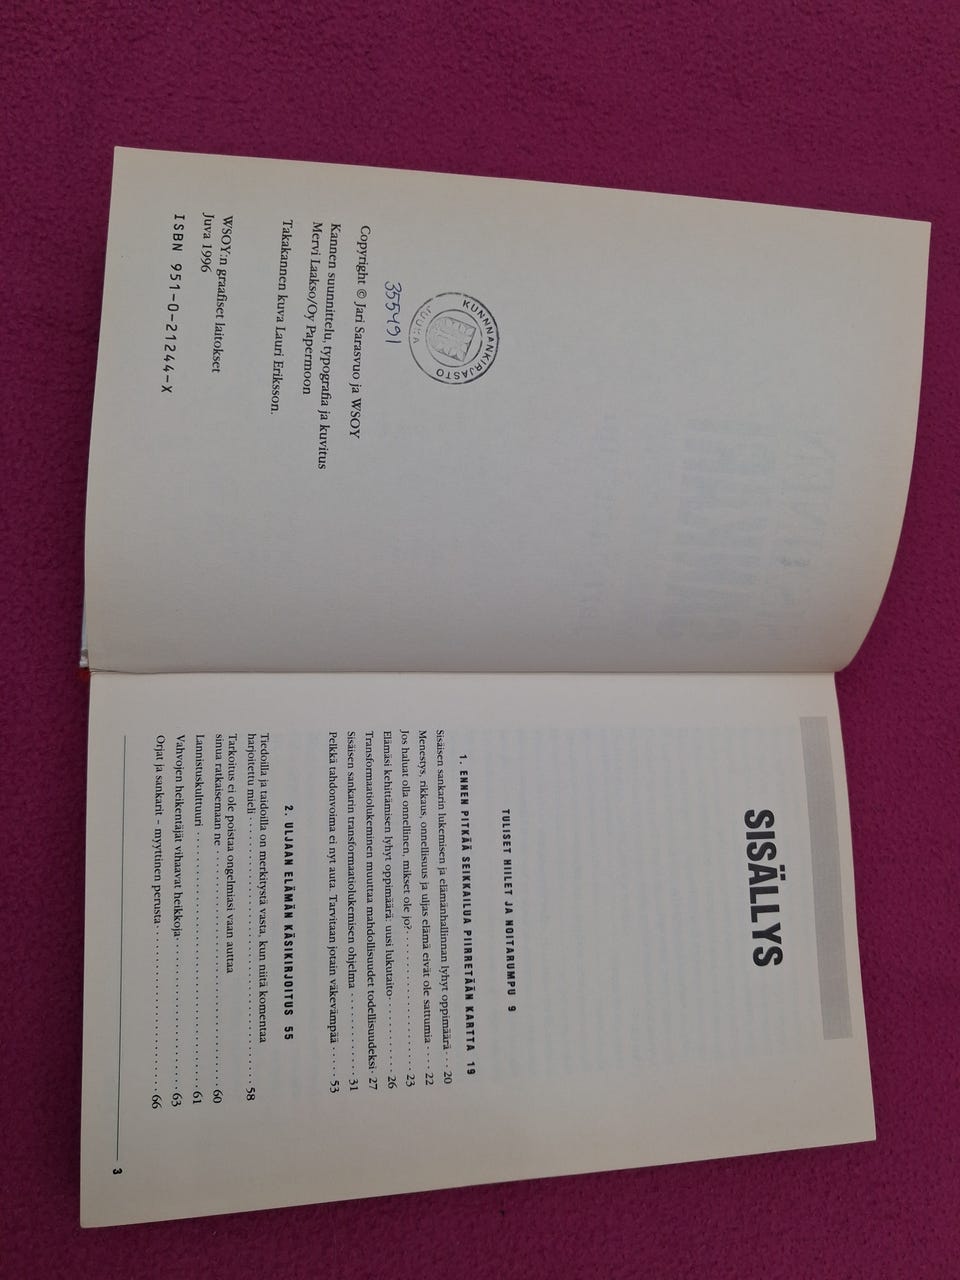 KUNNANKIRJASTO
JUUKA
355491
Copyright © Jari Sarasvuo ja WSOY
Kannen suunnittelu, typografia ja kuvitus
Mervi Laakso/Oy Papermoon
Takakannen kuva Lauri Eriksson.
WSOY:n graafiset laitokset
Juva 1996
ISBN 951-0-21244-X
SISÄLLYS
TULISET HIILET JA NOITARUMPU 9
1. ENNEN PITKÄÄ SEIKKAILUA PIIRRETÄÄN KARTTA 19
Sisäisen sankarin lukemisen ja elämänhallinnan lyhyt oppimäärä . . . 20
Menestys, rikkaus, onnellisuus ja uljas elämä eivät ole sattumia . . . . 22
Jos haluat olla onnellinen, mikset ole jo? . . . . . . . . . . . . . . . . . . . . . . 23
Elämäsi kehittämisen lyhyt oppimäärä: uusi lukutaito . . . . . . . . . . . 26
Transformaatiolukeminen muuttaa mahdollisuudet todellisuudeksi . 27
Sisäisen sankarin transformaatiolukemisen ohjelma . . . . . . . . . . . . 31
Pelkkä tahdonvoima ei nyt auta. Tarvitaan jotain väkevämpää . . . . . 53
2. ULJAAN ELÄMÄN KÄSIKIRJOITUS 55
Tiedoilla ja taidoilla on merkitystä vasta, kun niitä komentaa
harjoitettu mieli . . . . . . . . . . . . . . . . . . . . . . . . . . . . . . . . . . . . . . . . 58
Tarkoitus ei ole poistaa ongelmiasi vaan auttaa
sinua ratkaisemaan ne . . . . . . . . . . . . . . . . . . . . . . . . . . . . . . . . . . . 60
Lannistuskulttuuri . . . . . . . . . . . . . . . . . . . . . . . . . . . . . . . . . . . . . . 61
Vahvojen heikentäjät vihaavat heikkoja . . . . . . . . . . . . . . . . . . . . . . 63
Orjat ja sankarit – myyttinen perusta . . . . . . . . . . . . . . . . . . . . . . . . 66
3